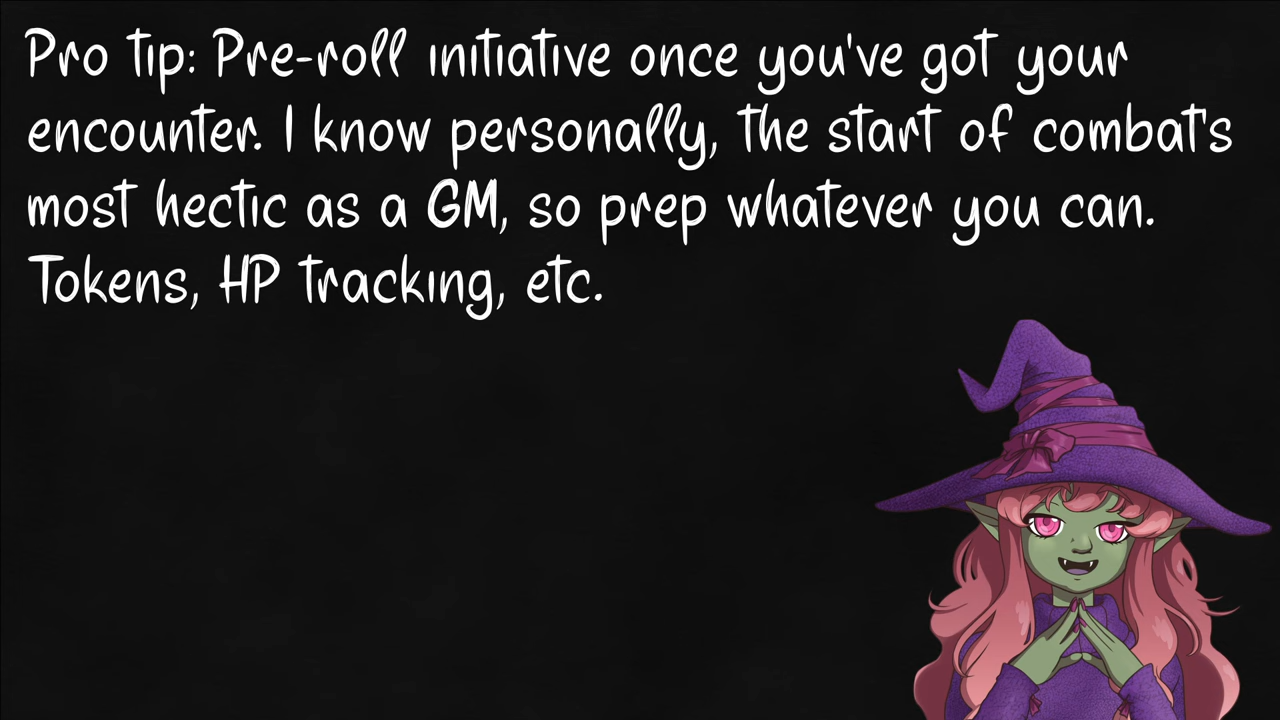 Pro tip: Pre-roll initiative once you've got your
encounter. I know personally, the start of combat's
most hectic as a GM, so prep whatever you can.
Tokens, HP tracking, etc.